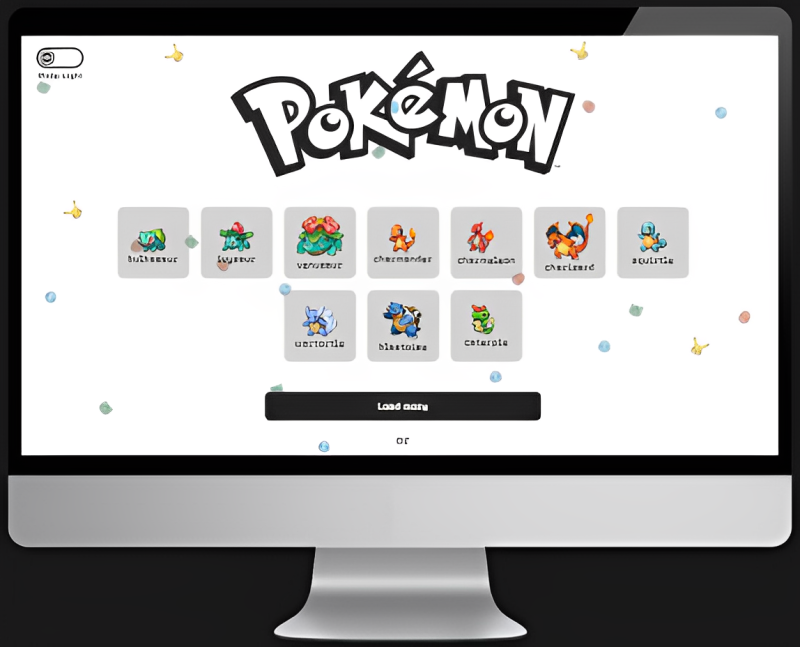 POKéMON
bulbasaur
ivysaur
venusaur
charmander
charmeleon
charizard
squirtle
wartortle
blastoise
caterpie
Load more
or